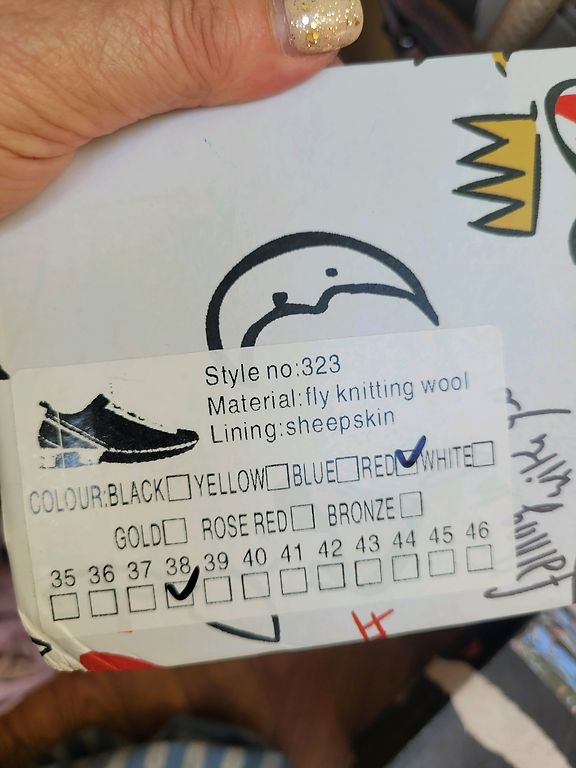 Style no:323
Material:fly knitting wool
Lining:sheepskin
COLOUR:BLACK YELLOW BLUE RED WHITE
GOLD ROSE RED BRONZE
35 36 37 38 39 40 41 42 43 44 45 46